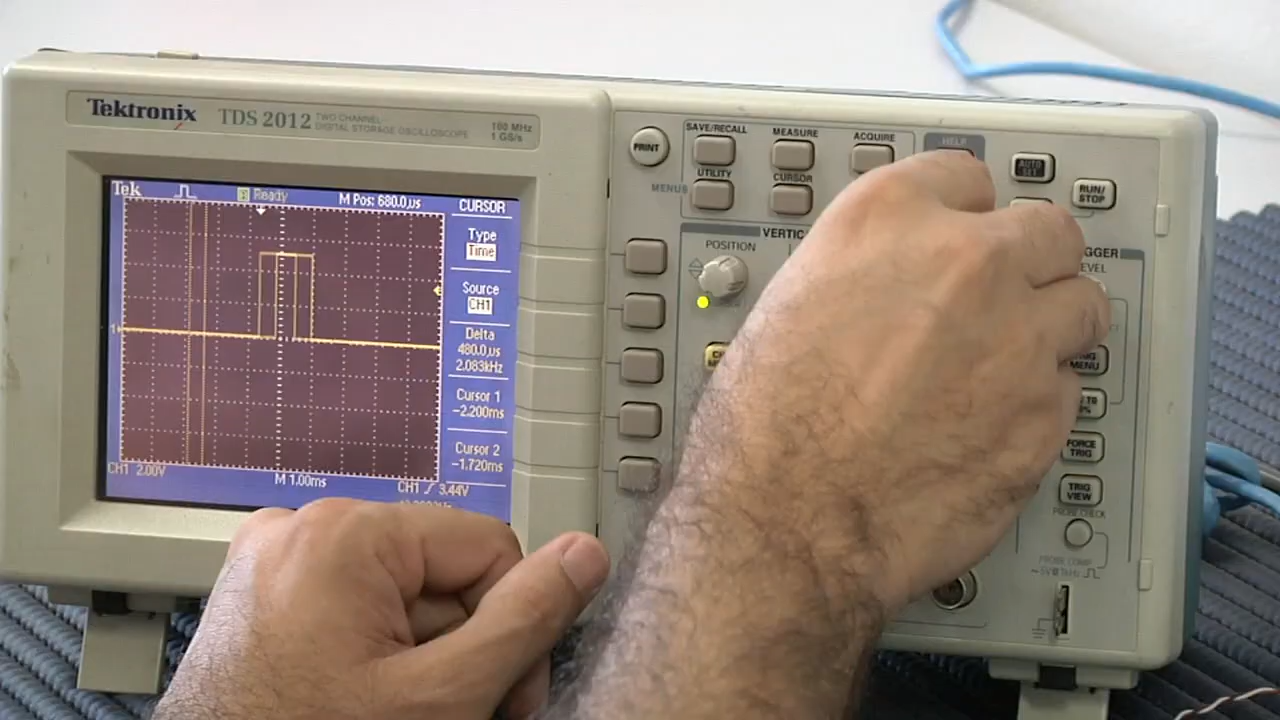 Tektronix
TDS 2012
TWO CHANNEL
DIGITAL STORAGE OSCILLOSCOPE
100 MHz
1 GS/s
Tek
Ready
M Pos: 680.0µs
CURSOR
Type
Time
Source
CH1
Delta
480.0µs
2.083kHz
Cursor 1
-2.200ms
Cursor 2
-1.720ms
1
CH1 2.00V
M 1.00ms
CH1
3.44V
PRINT
SAVE/RECALL
MEASURE
ACQUIRE
HELP
AUTO
SET
MENUS
UTILITY
CURSOR
RUN/
STOP
POSITION
FORCE
TRIG
TRIG
VIEW
PROBE CHECK
PROBE COMP
~5V@1kHz